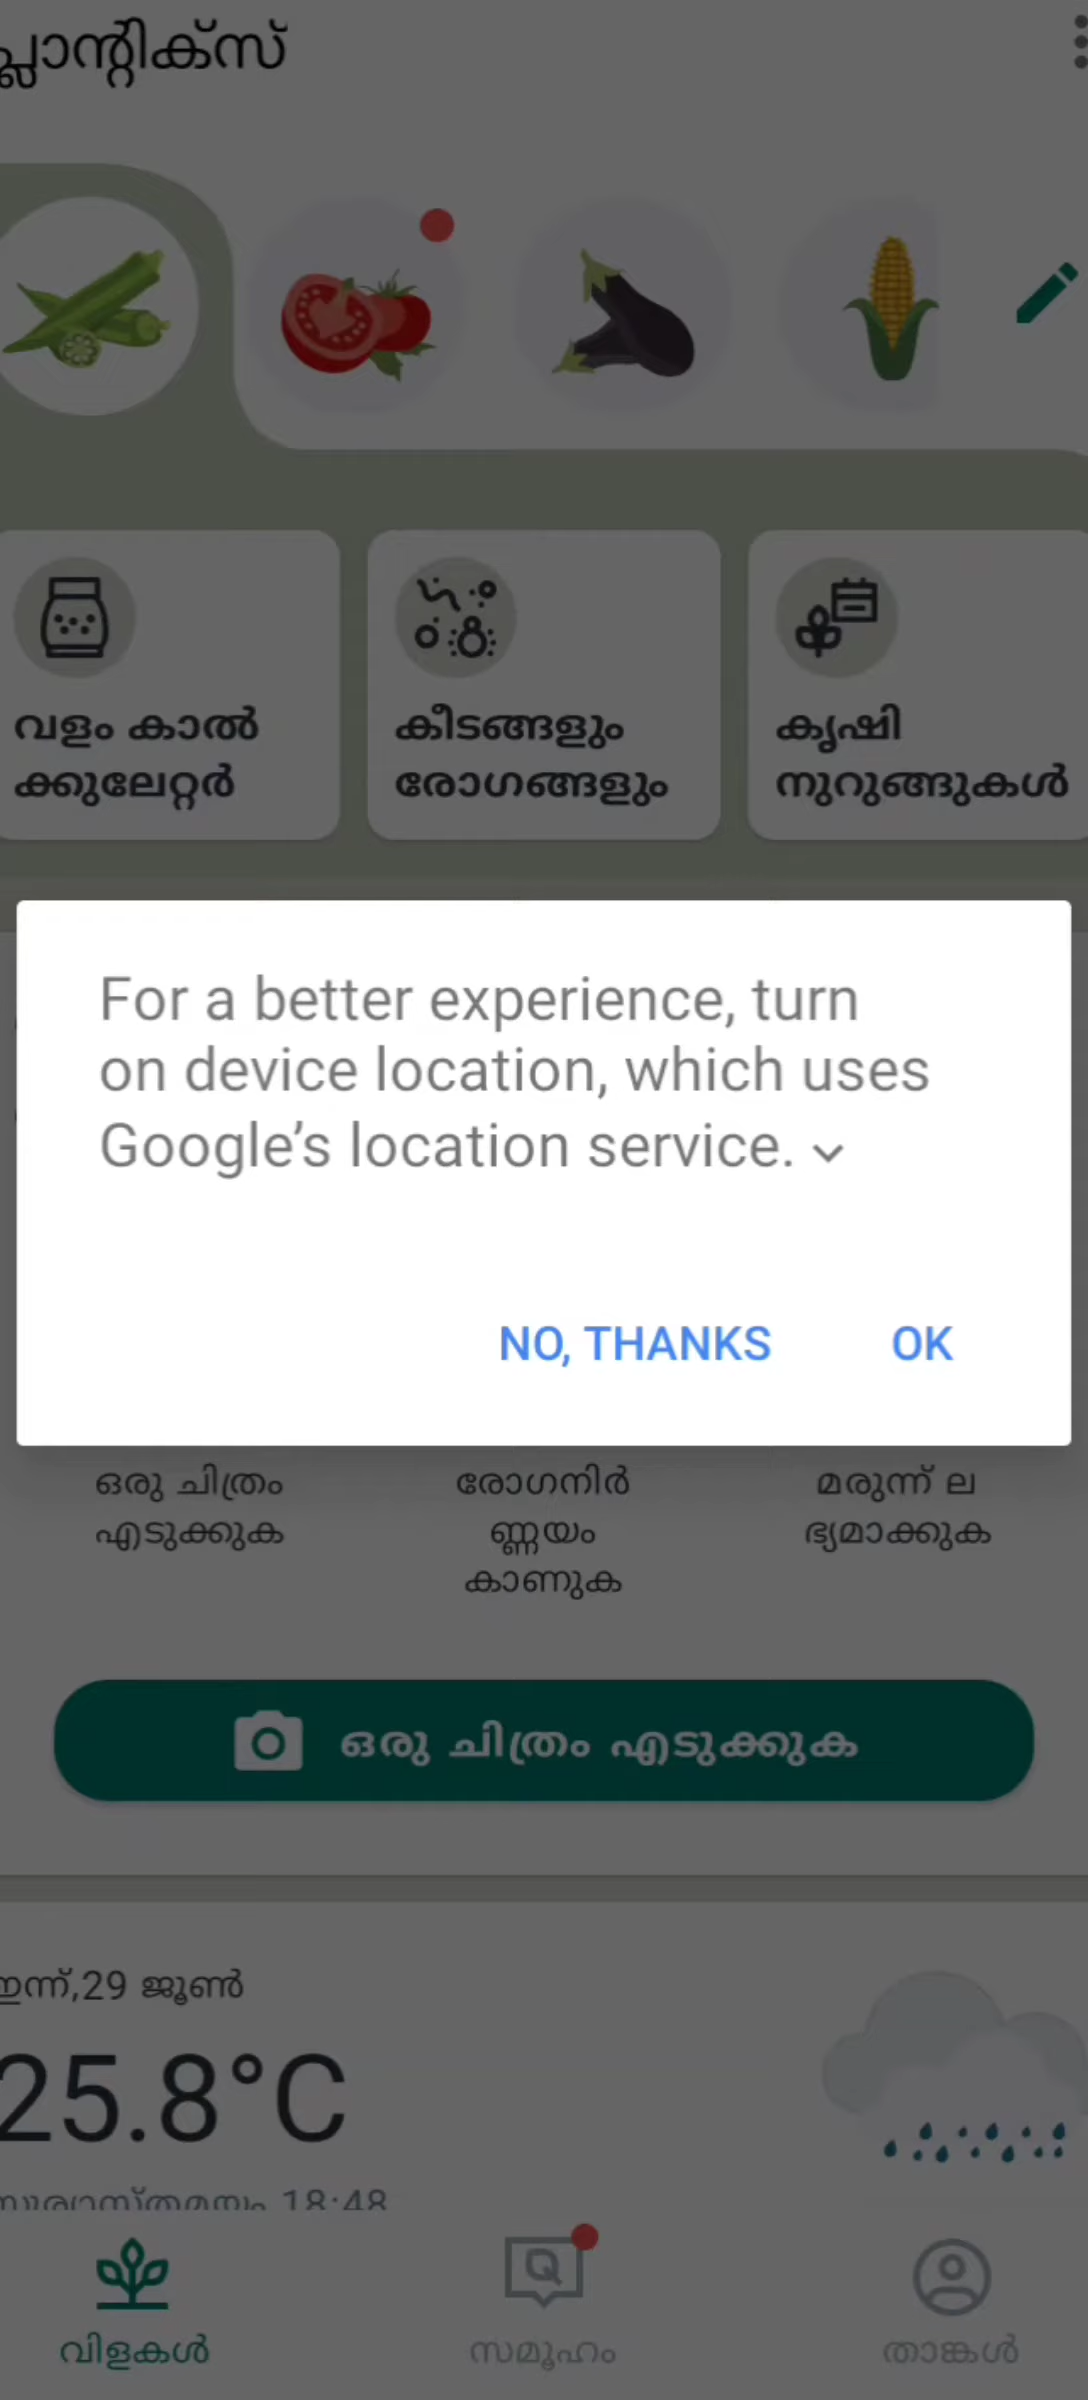 പ്ലാന്റിക്സ്
വളം കാൽ
ക്കുലേറ്റർ
കീടങ്ങളും
രോഗങ്ങളും
കൃഷി
നുറുങ്ങുകൾ
For a better experience, turn
on device location, which uses
Google’s location service.
NO, THANKS OK
ഒരു ചിത്രം
എടുക്കുക
രോഗനിർ
ണ്ണയം
കാണുക
മരുന്ന് ല
ഭ്യമാക്കുക
ഒരു ചിത്രം എടുക്കുക
ഇന്ന്,29 ജൂൺ
25.8°C
സൂര്യാസ്തമയം 18:48
വിളകൾ
സമൂഹം
താങ്കൾ